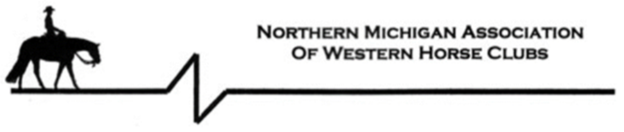 Northern Michigan Association
Of Western Horse Clubs